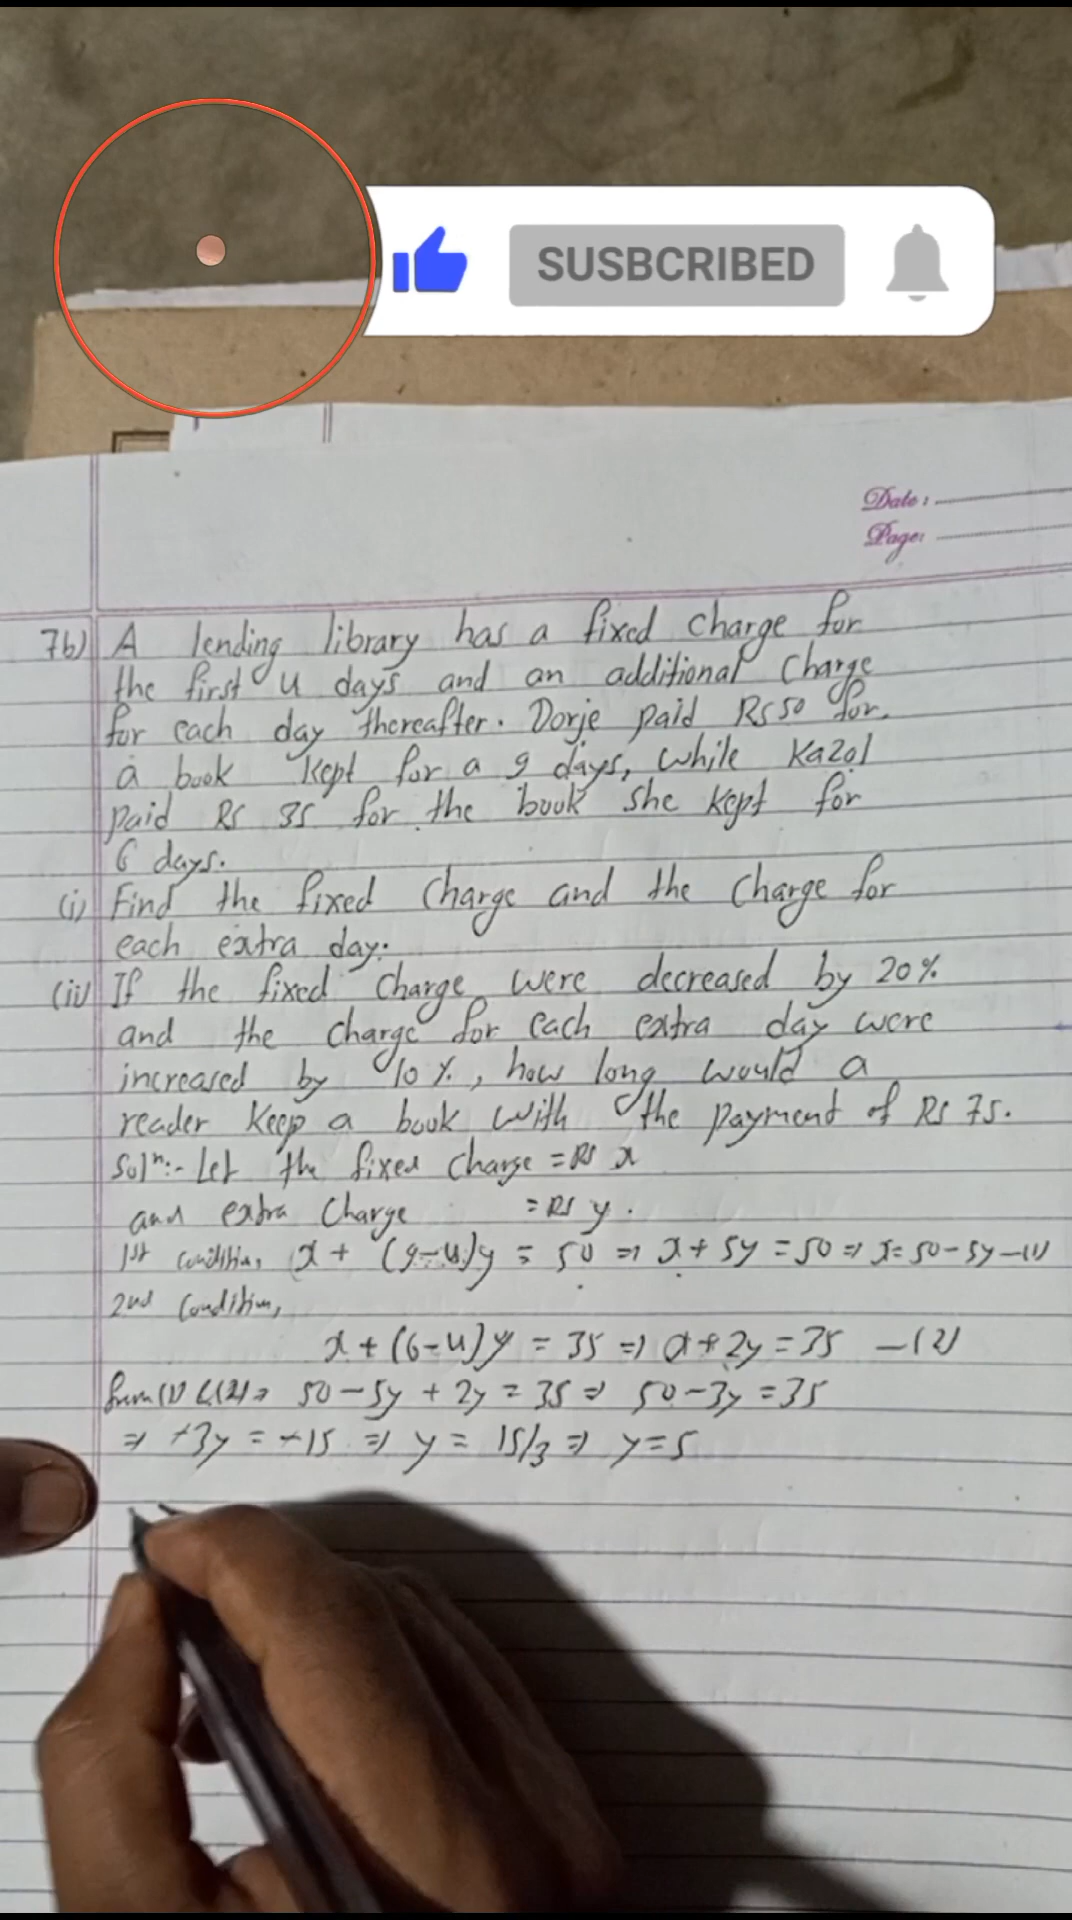 SUSBCRIBED
Date:
Page:
7b) A lending library has a fixed charge for
the first 4 days and an additional charge
for each day thereafter. Dorje paid Rs 50 for
a book kept for a 9 days, while Kazol
paid Rs 35 for the book she kept for
6 days.
(i) Find the fixed charge and the charge for
each extra day.
(ii) If the fixed charge were decreased by 20%
and the charge for each extra day were
increased by 10%, how long would a
reader keep a book with the payment of Rs 75.
Solⁿ:- Let the fixed charge = Rs x
and extra charge = Rs y.
1st condition, x + (9-4)y = 50 ⇒ x + 5y = 50 ⇒ x = 50 - 5y - (1)
2nd condition,
x + (6-4)y = 35 ⇒ x + 2y = 35 - (2)
from (1) & (2) ⇒ 50 - 5y + 2y = 35 ⇒ 50 - 3y = 35
⇒ +3y = +15 ⇒ y = 15/3 ⇒ y = 5